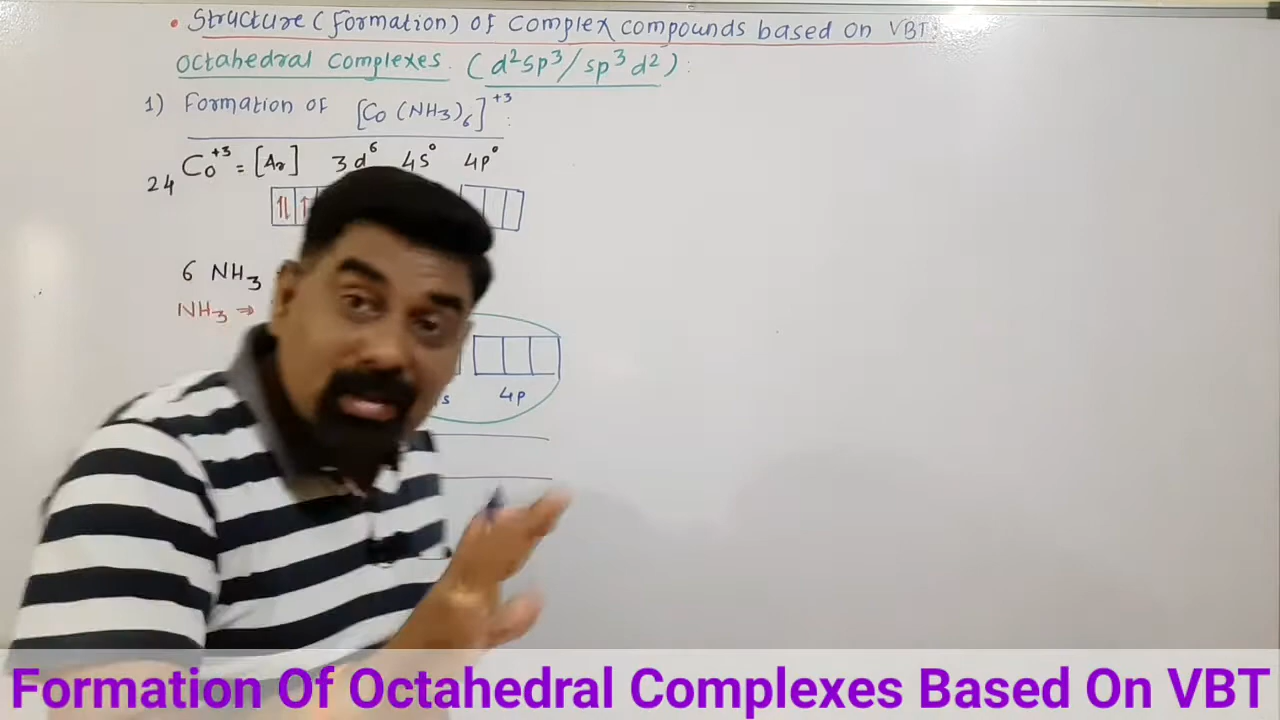 • Structure (formation) of Complex compounds based on VBT:
octahedral complexes. (d²sp³/sp³d²):
1) Formation of [Co(NH3)6]⁺³:
24 Co⁺³ = [Ar] 3d⁶ 4s⁰ 4p⁰
6 NH3
NH3 ⇒
s 4p
Formation Of Octahedral Complexes Based On VBT